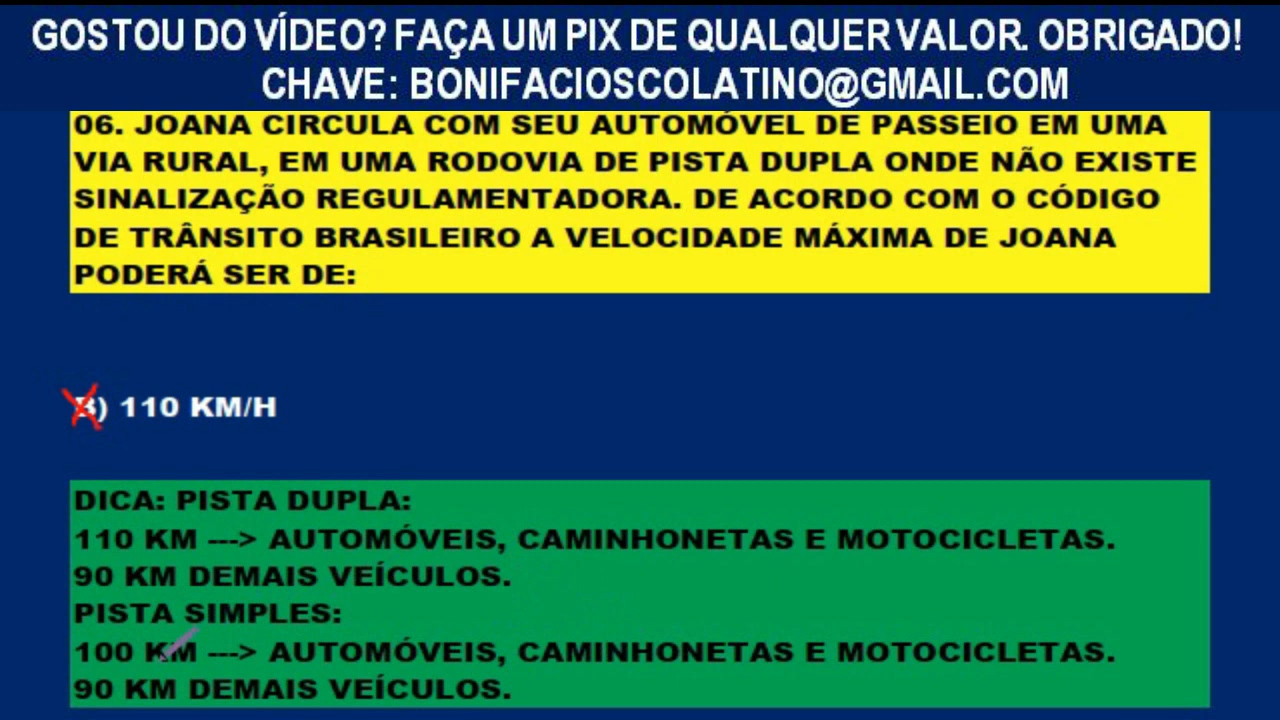 GOSTOU DO VÍDEO? FAÇA UM PIX DE QUALQUER VALOR. OBRIGADO!
CHAVE: BONIFACIOSCOLATINO@GMAIL.COM
06. JOANA CIRCULA COM SEU AUTOMÓVEL DE PASSEIO EM UMA
VIA RURAL, EM UMA RODOVIA DE PISTA DUPLA ONDE NÃO EXISTE
SINALIZAÇÃO REGULAMENTADORA. DE ACORDO COM O CÓDIGO
DE TRÂNSITO BRASILEIRO A VELOCIDADE MÁXIMA DE JOANA
PODERÁ SER DE:
B) 110 KM/H
DICA: PISTA DUPLA:
110 KM ---> AUTOMÓVEIS, CAMINHONETAS E MOTOCICLETAS.
90 KM DEMAIS VEÍCULOS.
PISTA SIMPLES:
100 KM ---> AUTOMÓVEIS, CAMINHONETAS E MOTOCICLETAS.
90 KM DEMAIS VEÍCULOS.